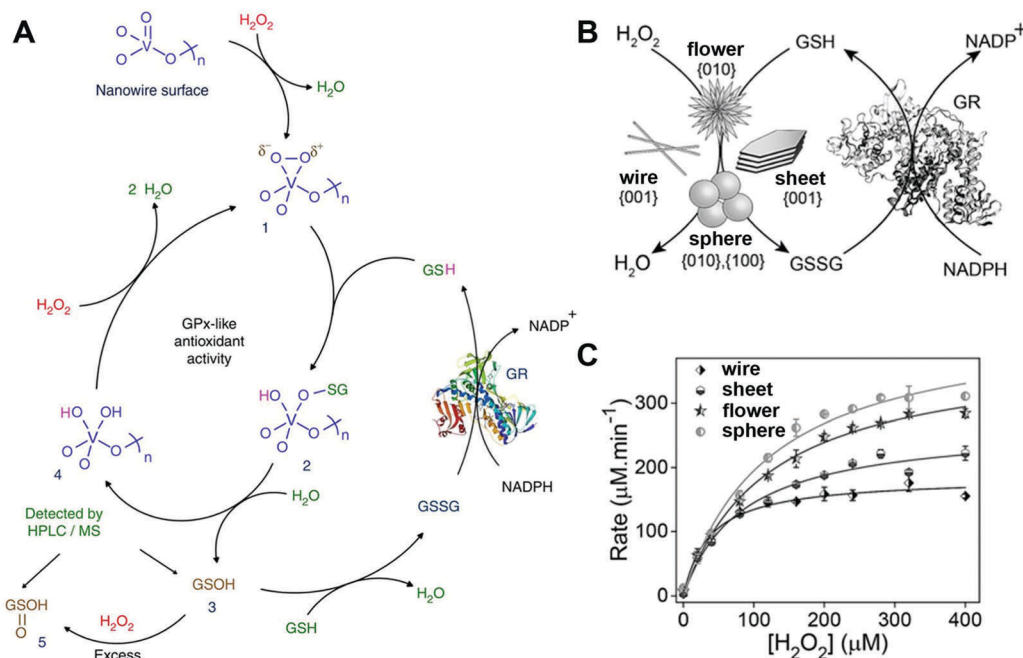 A
O
O
V
O
O
n
Nanowire surface
H₂O₂
H₂O
δ⁻
O
O
δ⁺
O
V
O
O
n
1
2 H₂O
H₂O₂
GSH
GPx-like
antioxidant
activity
NADP⁺
GR
HO
OH
V
O
O
O
n
4
HO
O
SG
V
O
O
O
n
2
H₂O
NADPH
GSSG
Detected by
HPLC / MS
GSOH
3
H₂O
GSH
GSOH
O
5
H₂O₂
Excess
B
H₂O₂
flower
{010}
GSH
NADP⁺
GR
wire
{001}
sheet
{001}
sphere
{010},{100}
H₂O
GSSG
NADPH
C
wire
sheet
flower
sphere
Rate (μM.min⁻¹)
300
200
100
0
0
100
200
300
400
[H₂O₂] (μM)